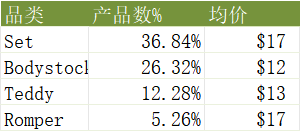 品类 产品数% 均价
Set 36.84% $17
Bodystock 26.32% $12
Teddy 12.28% $13
Romper 5.26% $17